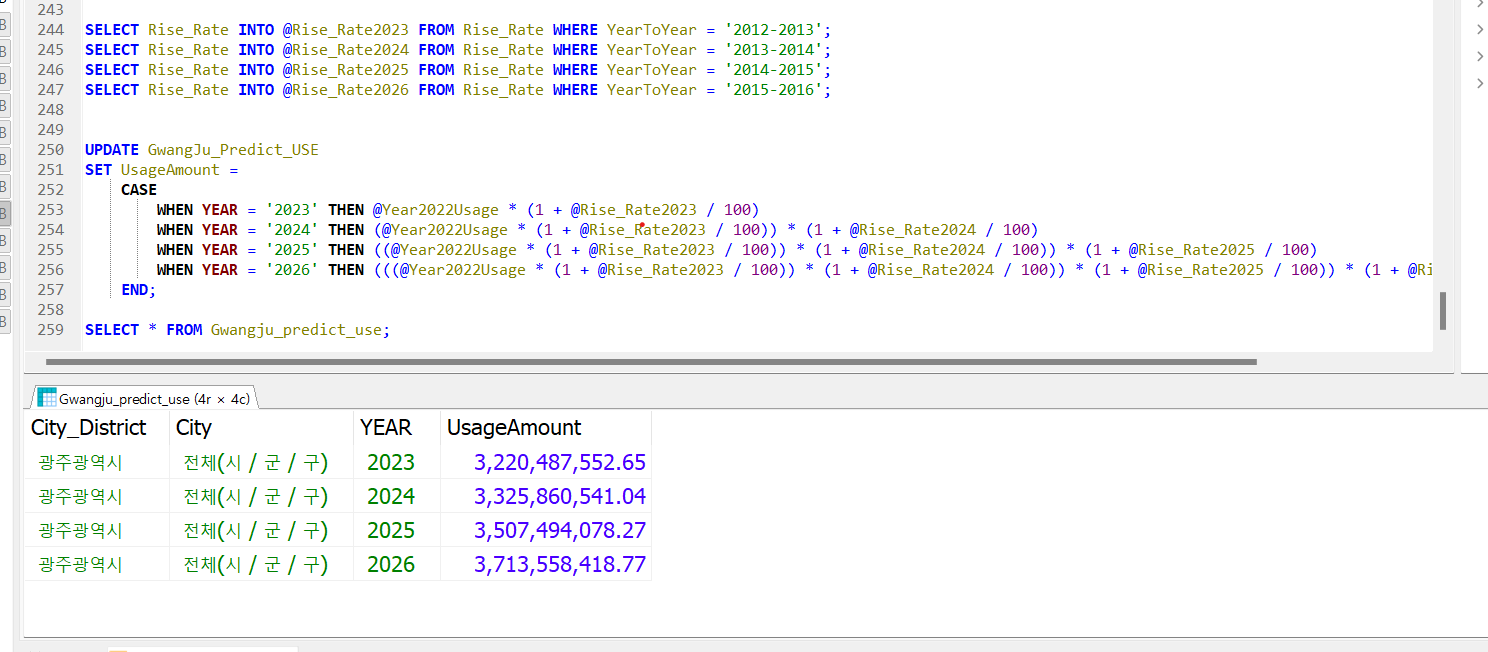 243
244 SELECT Rise_Rate INTO @Rise_Rate2023 FROM Rise_Rate WHERE YearToYear = '2012-2013';
245 SELECT Rise_Rate INTO @Rise_Rate2024 FROM Rise_Rate WHERE YearToYear = '2013-2014';
246 SELECT Rise_Rate INTO @Rise_Rate2025 FROM Rise_Rate WHERE YearToYear = '2014-2015';
247 SELECT Rise_Rate INTO @Rise_Rate2026 FROM Rise_Rate WHERE YearToYear = '2015-2016';
248
249
250 UPDATE GwangJu_Predict_USE
251 SET UsageAmount =
252 CASE
253 WHEN YEAR = '2023' THEN @Year2022Usage * (1 + @Rise_Rate2023 / 100)
254 WHEN YEAR = '2024' THEN (@Year2022Usage * (1 + @Rise_Rate2023 / 100)) * (1 + @Rise_Rate2024 / 100)
255 WHEN YEAR = '2025' THEN ((@Year2022Usage * (1 + @Rise_Rate2023 / 100)) * (1 + @Rise_Rate2024 / 100)) * (1 + @Rise_Rate2025 / 100)
256 WHEN YEAR = '2026' THEN (((@Year2022Usage * (1 + @Rise_Rate2023 / 100)) * (1 + @Rise_Rate2024 / 100)) * (1 + @Rise_Rate2025 / 100)) * (1 + @Ri
257 END;
258
259 SELECT * FROM Gwangju_predict_use;
Gwangju_predict_use (4r × 4c)
City_District City YEAR UsageAmount
광주광역시 전체(시 / 군 / 구) 2023 3,220,487,552.65
광주광역시 전체(시 / 군 / 구) 2024 3,325,860,541.04
광주광역시 전체(시 / 군 / 구) 2025 3,507,494,078.27
광주광역시 전체(시 / 군 / 구) 2026 3,713,558,418.77